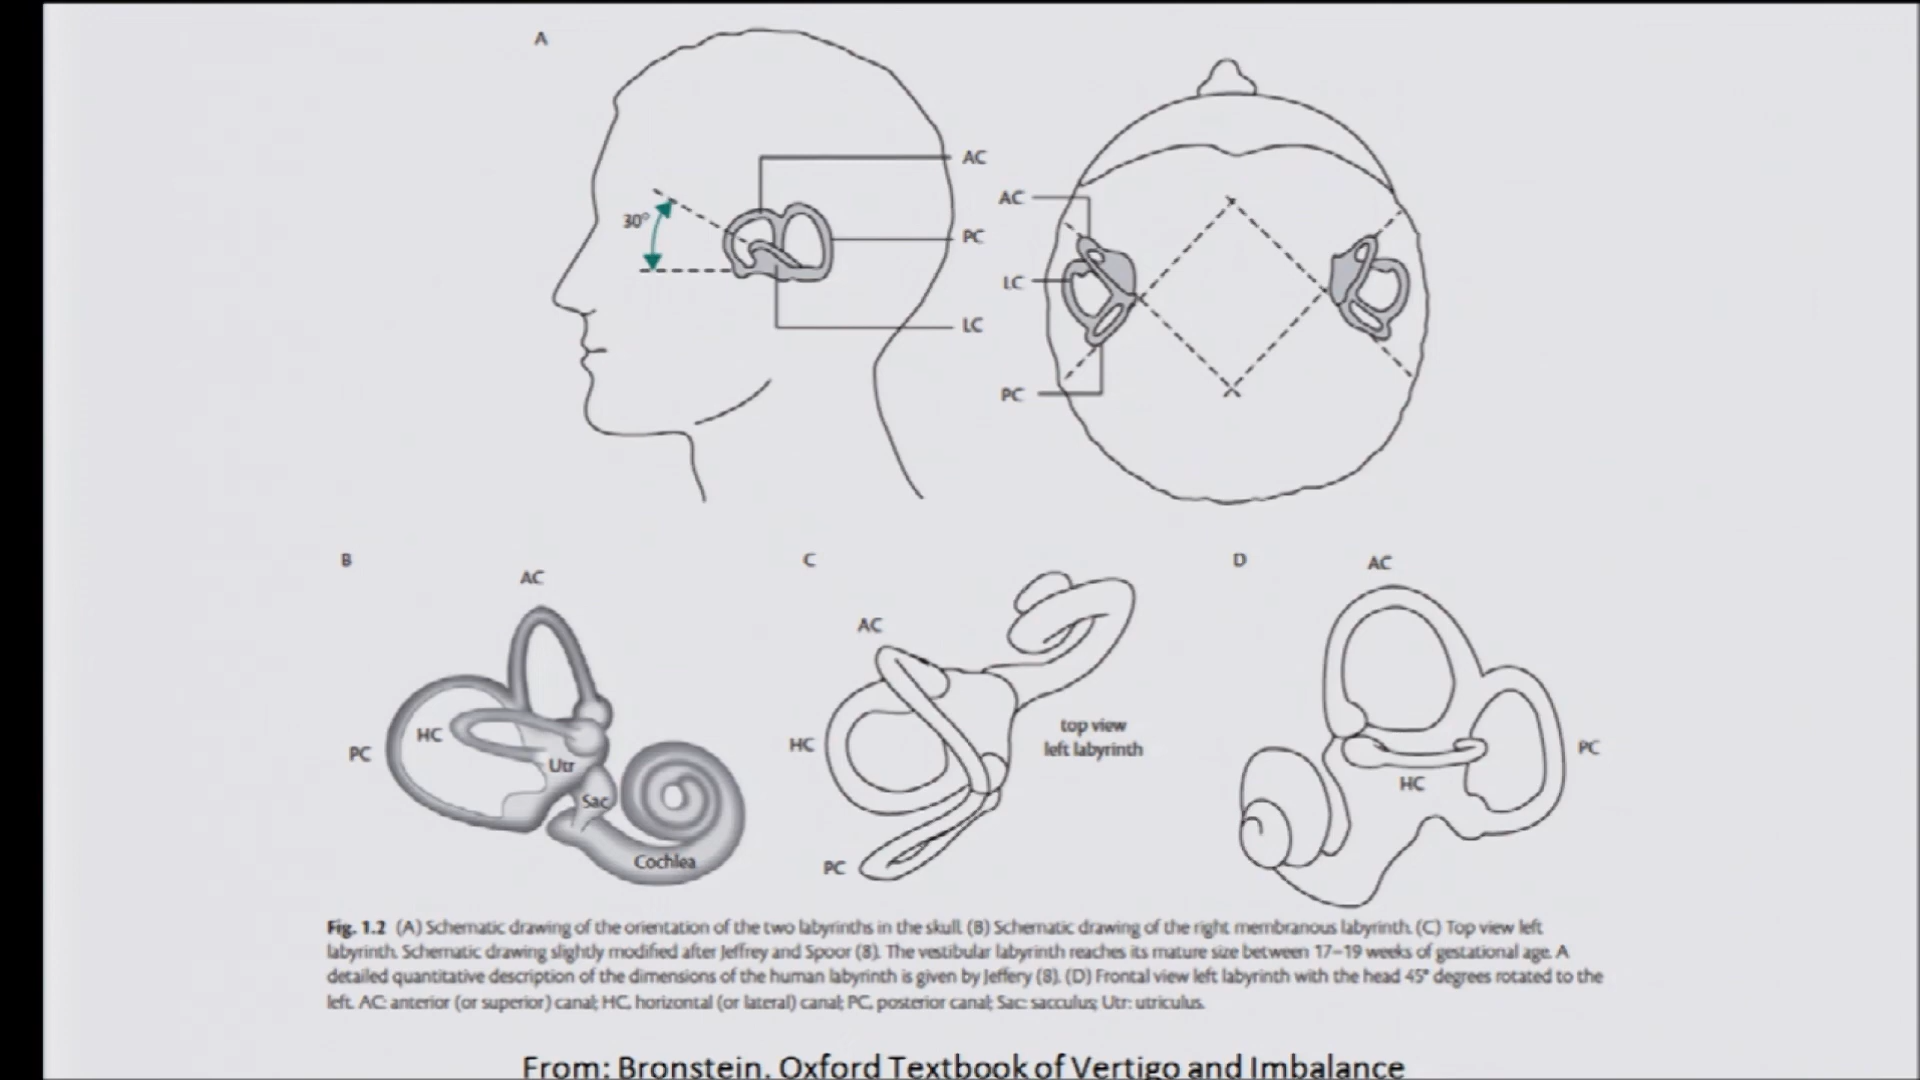 A
30°
AC
PC
LC
AC
LC
PC
B
AC
HC
PC
Utr
Sac
Cochlea
C
AC
HC
PC
top view
left labyrinth
D
AC
PC
HC
Fig. 1.2 (A) Schematic drawing of the orientation of the two labyrinths in the skull. (B) Schematic drawing of the right membranous labyrinth. (C) Top view left
labyrinth. Schematic drawing slightly modified after Jeffrey and Spoor (8). The vestibular labyrinth reaches its mature size between 17–19 weeks of gestational age. A
detailed quantitative description of the dimensions of the human labyrinth is given by Jeffery (8). (D) Frontal view left labyrinth with the head 45° degrees rotated to the
left. AC: anterior (or superior) canal; HC, horizontal (or lateral) canal; PC, posterior canal; Sac: sacculus; Utr: utriculus.
From: Bronstein. Oxford Textbook of Vertigo and Imbalance